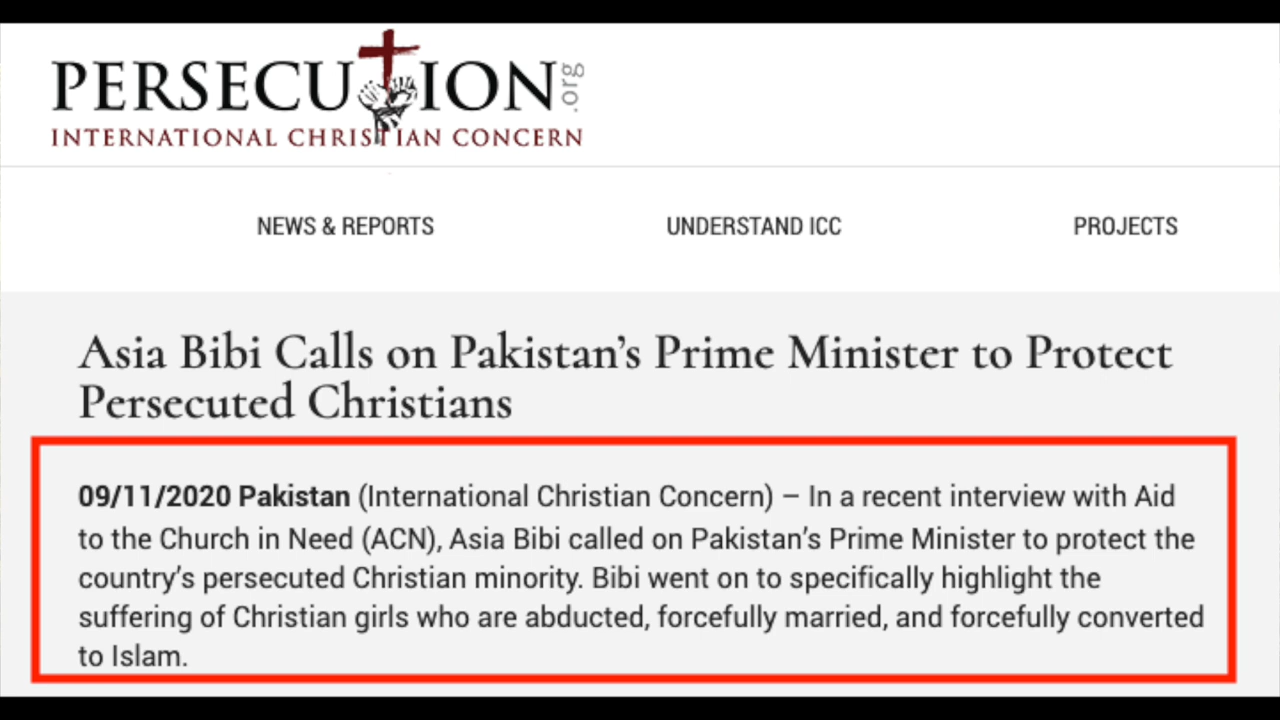 PERSECUTION.org
INTERNATIONAL CHRISTIAN CONCERN
NEWS & REPORTS
UNDERSTAND ICC
PROJECTS
Asia Bibi Calls on Pakistan’s Prime Minister to Protect
Persecuted Christians
09/11/2020 Pakistan (International Christian Concern) – In a recent interview with Aid
to the Church in Need (ACN), Asia Bibi called on Pakistan’s Prime Minister to protect the
country’s persecuted Christian minority. Bibi went on to specifically highlight the
suffering of Christian girls who are abducted, forcefully married, and forcefully converted
to Islam.